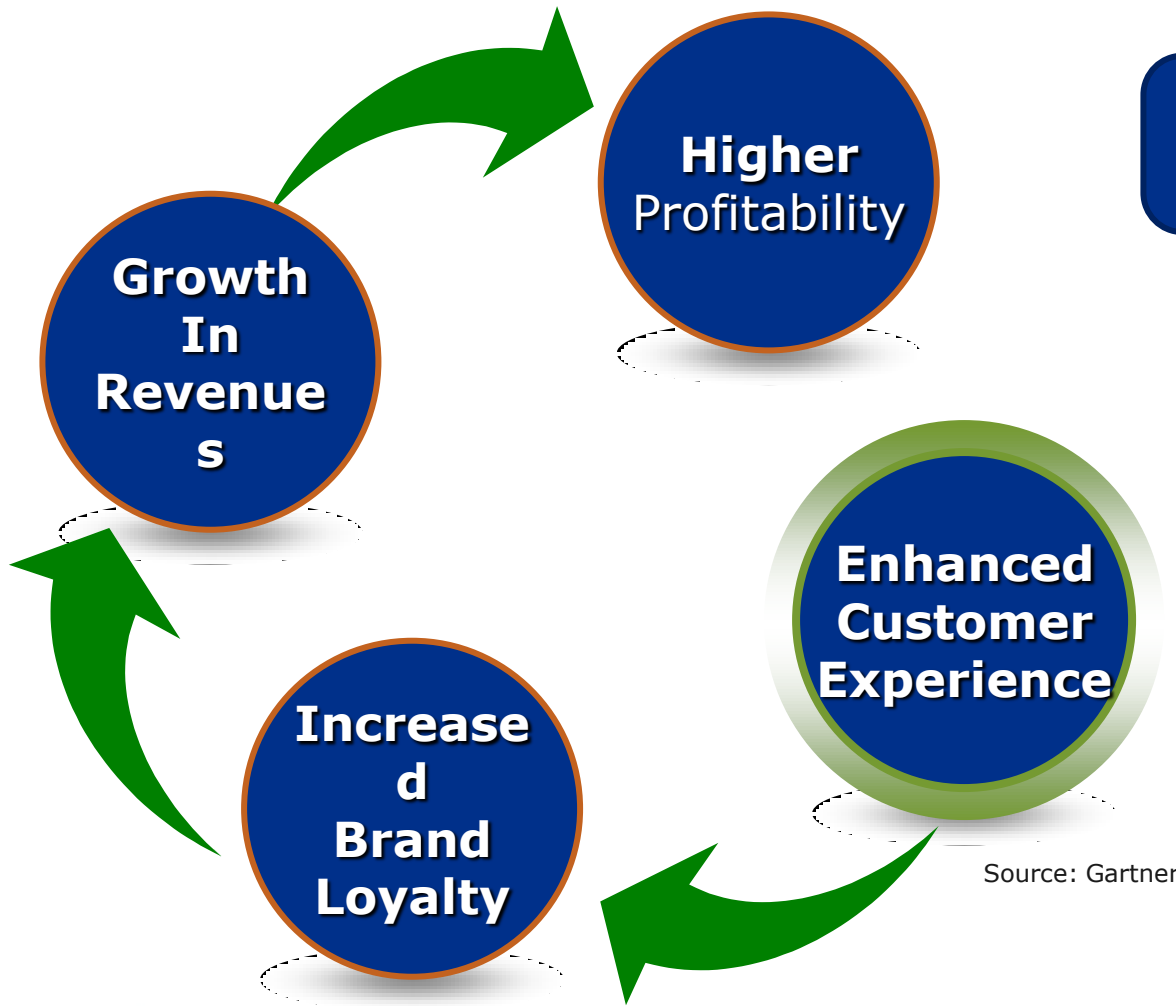 Higher
Profitability
Growth
In
Revenue
s
Enhanced
Customer
Experience
Increase
d
Brand
Loyalty
Source: Gartner